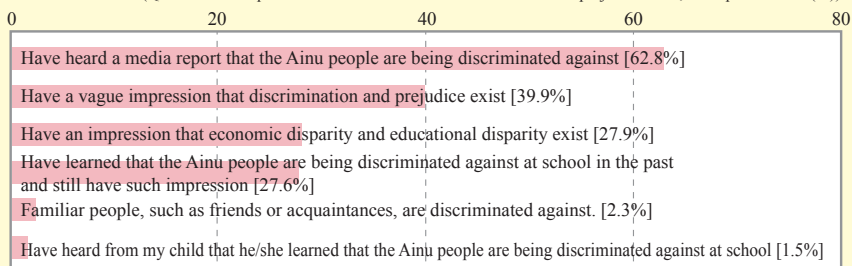 0 20 40 60 80
Have heard a media report that the Ainu people are being discriminated against [62.8%]
Have a vague impression that discrimination and prejudice exist [39.9%]
Have an impression that economic disparity and educational disparity exist [27.9%]
Have learned that the Ainu people are being discriminated against at school in the past
and still have such impression [27.6%]
Familiar people, such as friends or acquaintances, are discriminated against. [2.3%]
Have heard from my child that he/she learned that the Ainu people are being discriminated against at school [1.5%]